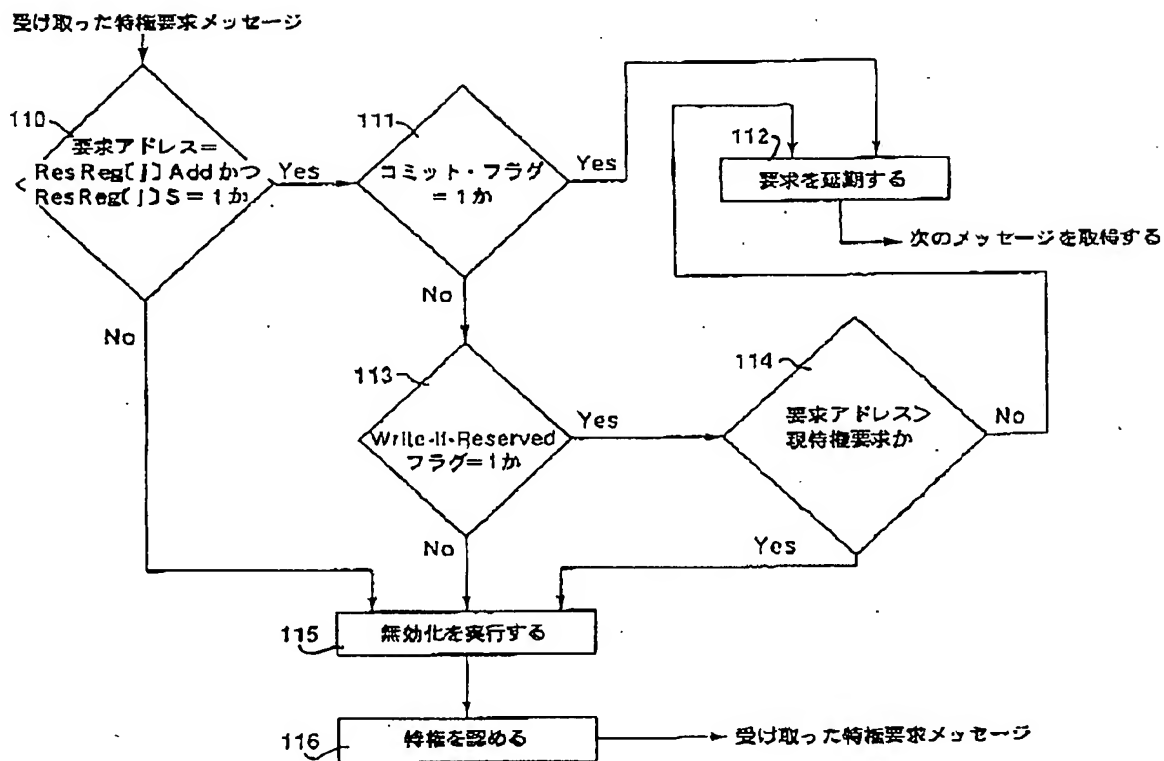 受け取った特権要求メッセージ
110
要求アドレス=
ResReg[j] Addかつ
ResReg[j] S = 1か
Yes
No
111
コミット・フラグ
= 1か
Yes
No
112
要求を延期する
次のメッセージを取得する
113
Write-If-Reserved
フラグ=1か
Yes
No
114
要求アドレス>
現特権要求か
No
Yes
115
無効化を実行する
116
特権を認める
受け取った特権要求メッセージ